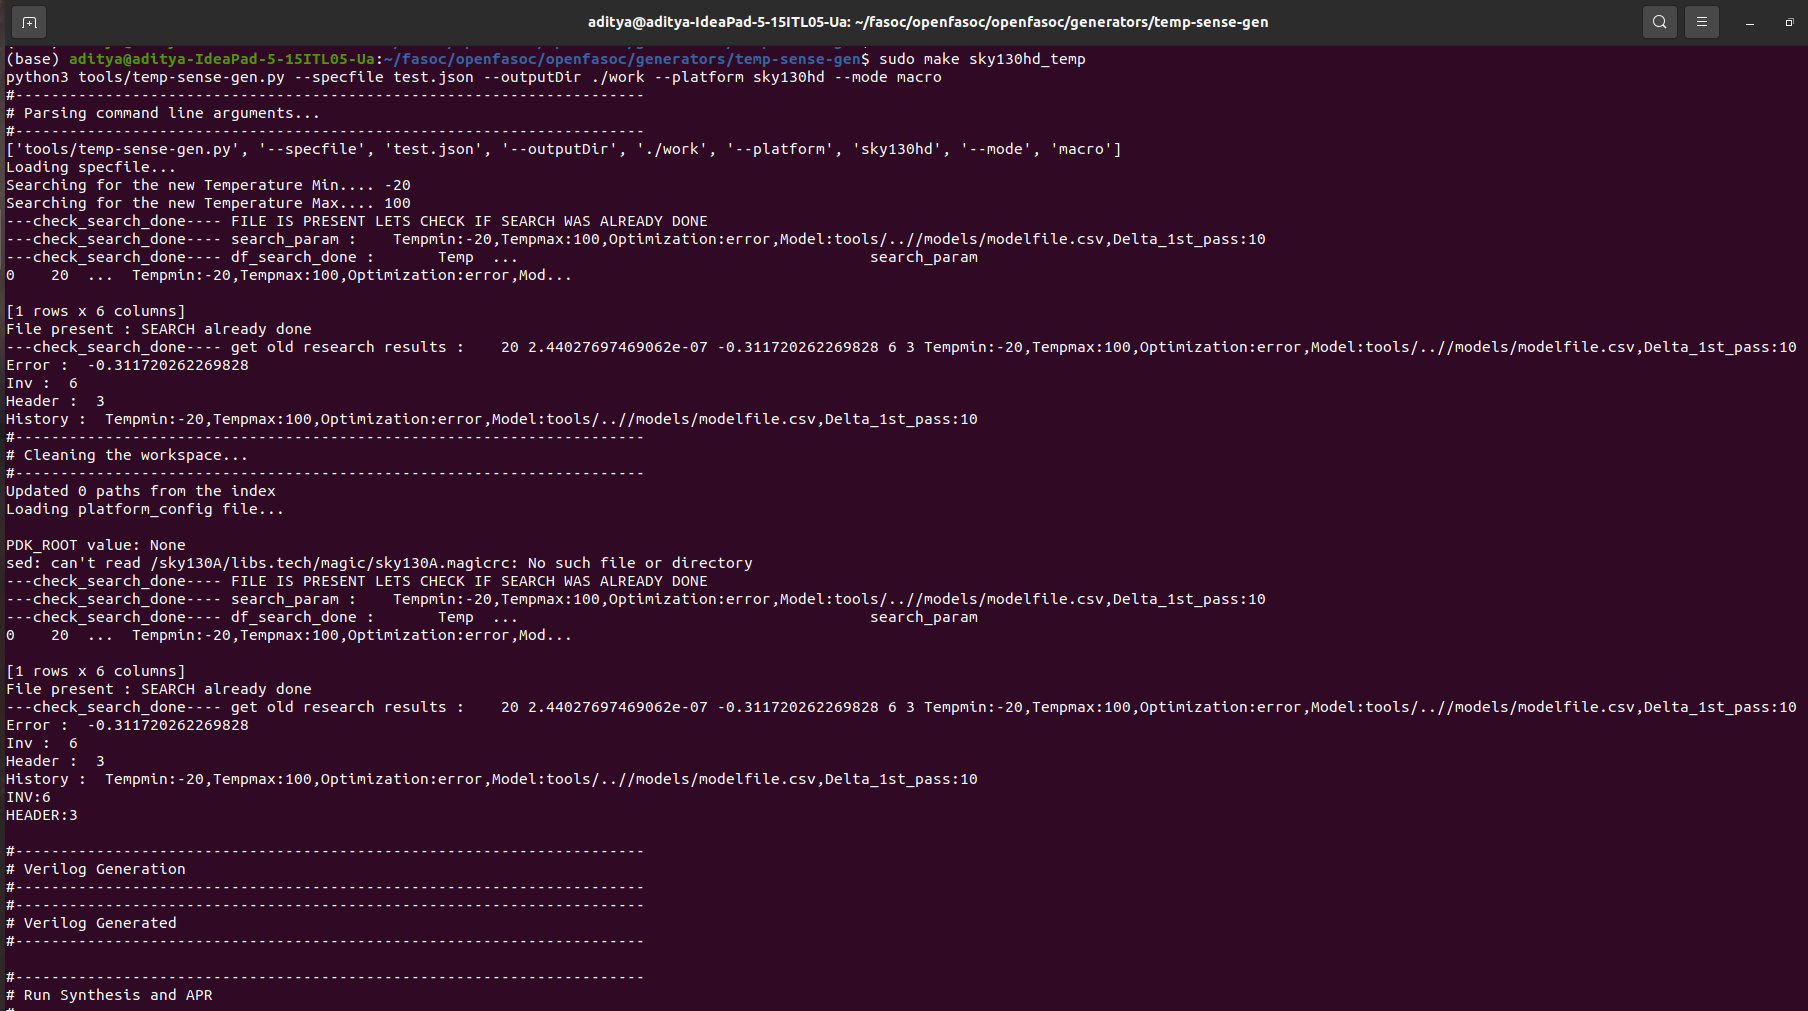 aditya@aditya-IdeaPad-5-15ITL05-Ua: ~/fasoc/openfasoc/openfasoc/generators/temp-sense-gen
(base) aditya@aditya-IdeaPad-5-15ITL05-Ua:~/fasoc/openfasoc/openfasoc/generators/temp-sense-gen$ sudo make sky130hd_temp
python3 tools/temp-sense-gen.py --specfile test.json --outputDir ./work --platform sky130hd --mode macro
#----------------------------------------------------------------------
# Parsing command line arguments...
#----------------------------------------------------------------------
['tools/temp-sense-gen.py', '--specfile', 'test.json', '--outputDir', './work', '--platform', 'sky130hd', '--mode', 'macro']
Loading specfile...
Searching for the new Temperature Min.... -20
Searching for the new Temperature Max.... 100
---check_search_done---- FILE IS PRESENT LETS CHECK IF SEARCH WAS ALREADY DONE
---check_search_done---- search_param :    Tempmin:-20,Tempmax:100,Optimization:error,Model:tools/..//models/modelfile.csv,Delta_1st_pass:10
---check_search_done---- df_search_done :       Temp  ...                                       search_param
0    20  ...  Tempmin:-20,Tempmax:100,Optimization:error,Mod...
[1 rows x 6 columns]
File present : SEARCH already done
---check_search_done---- get old research results :    20 2.44027697469062e-07 -0.311720262269828 6 3 Tempmin:-20,Tempmax:100,Optimization:error,Model:tools/..//models/modelfile.csv,Delta_1st_pass:10
Error :  -0.311720262269828
Inv :  6
Header :  3
History :  Tempmin:-20,Tempmax:100,Optimization:error,Model:tools/..//models/modelfile.csv,Delta_1st_pass:10
#----------------------------------------------------------------------
# Cleaning the workspace...
#----------------------------------------------------------------------
Updated 0 paths from the index
Loading platform_config file...
PDK_ROOT value: None
sed: can't read /sky130A/libs.tech/magic/sky130A.magicrc: No such file or directory
---check_search_done---- FILE IS PRESENT LETS CHECK IF SEARCH WAS ALREADY DONE
---check_search_done---- search_param :    Tempmin:-20,Tempmax:100,Optimization:error,Model:tools/..//models/modelfile.csv,Delta_1st_pass:10
---check_search_done---- df_search_done :       Temp  ...                                       search_param
0    20  ...  Tempmin:-20,Tempmax:100,Optimization:error,Mod...
[1 rows x 6 columns]
File present : SEARCH already done
---check_search_done---- get old research results :    20 2.44027697469062e-07 -0.311720262269828 6 3 Tempmin:-20,Tempmax:100,Optimization:error,Model:tools/..//models/modelfile.csv,Delta_1st_pass:10
Error :  -0.311720262269828
Inv :  6
Header :  3
History :  Tempmin:-20,Tempmax:100,Optimization:error,Model:tools/..//models/modelfile.csv,Delta_1st_pass:10
INV:6
HEADER:3
#----------------------------------------------------------------------
# Verilog Generation
#----------------------------------------------------------------------
#----------------------------------------------------------------------
# Verilog Generated
#----------------------------------------------------------------------
#----------------------------------------------------------------------
# Run Synthesis and APR